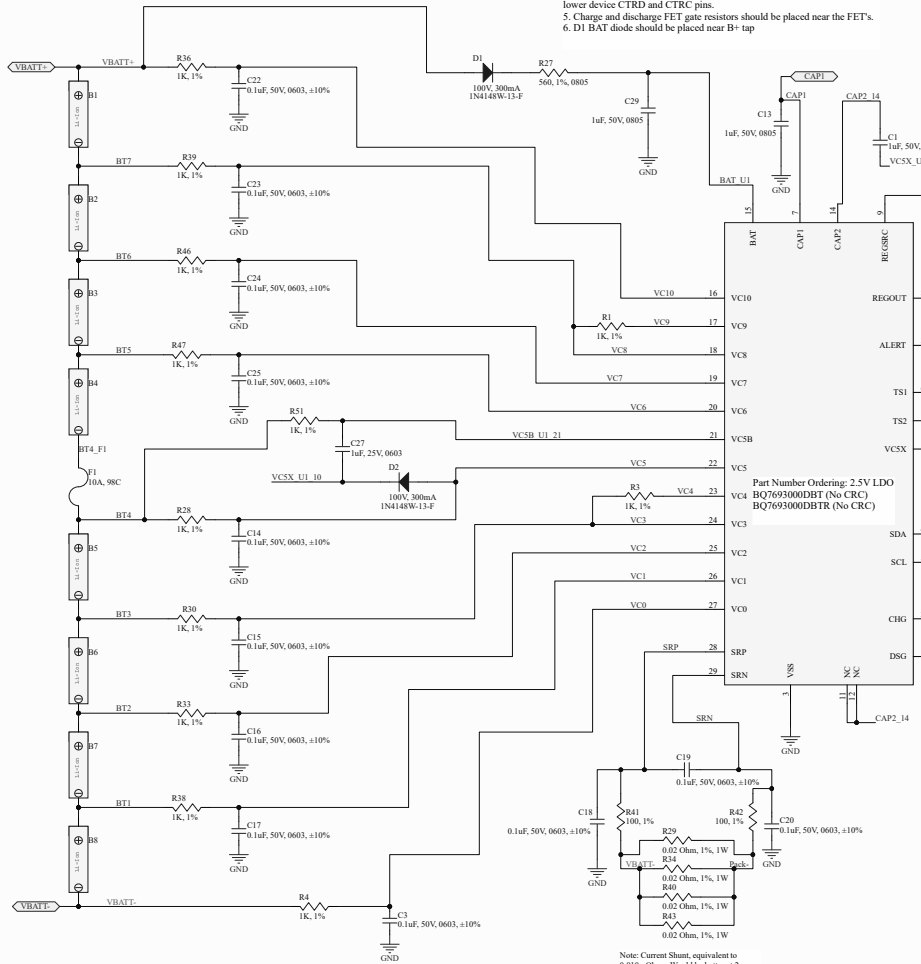 lower device CTRD and CTRC pins.
5. Charge and discharge FET gate resistors should be placed near the FET's.
6. D1 BAT diode should be placed near B+ tap
VBATT+
VBATT+
R36
1K, 1%
C22
0.1uF, 50V, 0603, ±10%
GND
D1
100V, 300mA
1N4148W-13-F
R27
560, 1%, 0805
C29
1uF, 50V, 0805
GND
CAP1
CAP1
C13
1uF, 50V, 0805
GND
CAP2_14
C1
1uF, 50V,
VC5X_U
B1
Li-Ion
BT7
R39
1K, 1%
C23
0.1uF, 50V, 0603, ±10%
GND
B2
Li-Ion
BT6
R46
1K, 1%
C24
0.1uF, 50V, 0603, ±10%
GND
B3
Li-Ion
BT5
R47
1K, 1%
C25
0.1uF, 50V, 0603, ±10%
GND
B4
Li-Ion
BT4_F1
F1
10A, 98C
R51
1K, 1%
C27
1uF, 25V, 0603
VC5X_U1_10
D2
100V, 300mA
1N4148W-13-F
BT4
R28
1K, 1%
C14
0.1uF, 50V, 0603, ±10%
GND
B5
Li-Ion
BT3
R30
1K, 1%
C15
0.1uF, 50V, 0603, ±10%
GND
B6
Li-Ion
BT2
R33
1K, 1%
C16
0.1uF, 50V, 0603, ±10%
GND
B7
Li-Ion
BT1
R38
1K, 1%
C17
0.1uF, 50V, 0603, ±10%
GND
B8
Li-Ion
VBATT-
VBATT-
R4
1K, 1%
C3
0.1uF, 50V, 0603, ±10%
GND
BAT_U1
15
7
14
9
BAT
CAP1
CAP2
REGSRC
VC10 16 VC10
R1
1K, 1%
VC9 17 VC9
VC8 18 VC8
VC7 19 VC7
VC6 20 VC6
VC5B_U1_21 21 VC5B
VC5 22 VC5
R3
1K, 1%
VC4 23 VC4
VC3 24 VC3
VC2 25 VC2
VC1 26 VC1
VC0 27 VC0
SRP 28 SRP
29 SRN
SRN
REGOUT
ALERT
TS1
TS2
VC5X
Part Number Ordering: 2.5V LDO
BQ7693000DBT (No CRC)
BQ7693000DBTR (No CRC)
SDA
SCL
CHG
DSG
VSS
NC
NC
3
11
12
GND
CAP2_14
C19
0.1uF, 50V, 0603, ±10%
C18
0.1uF, 50V, 0603, ±10%
GND
R41
100, 1%
R42
100, 1%
C20
0.1uF, 50V, 0603, ±10%
GND
R29
0.02 Ohm, 1%, 1W
VBATT-
Pack-
R34
0.02 Ohm, 1%, 1W
R40
0.02 Ohm, 1%, 1W
R43
0.02 Ohm, 1%, 1W
Note: Current Shunt, equivalent to